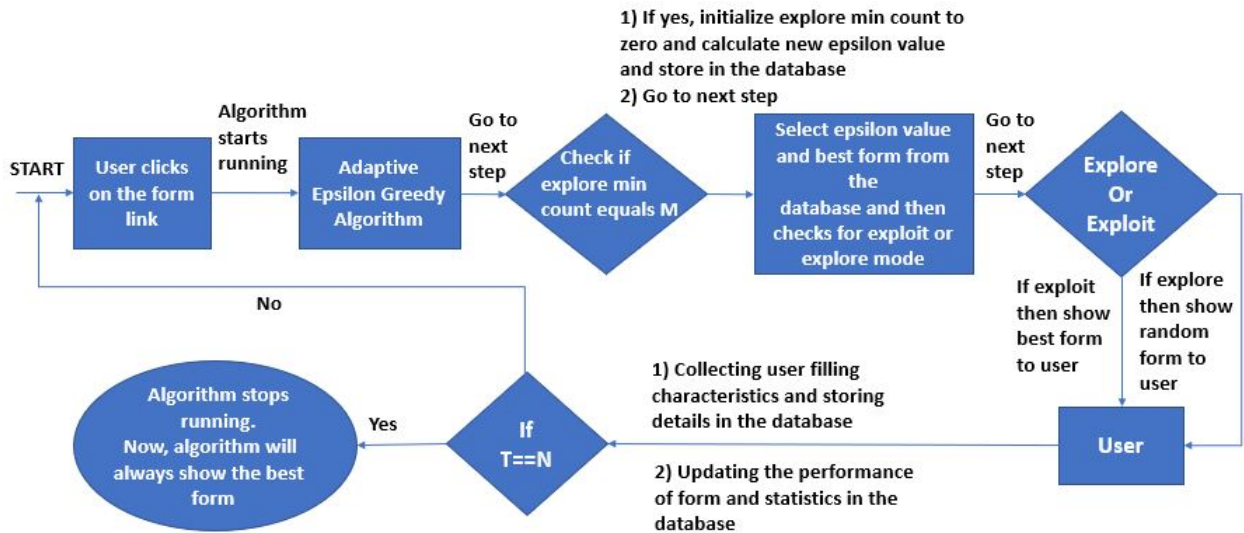 1) If yes, initialize explore min count to
zero and calculate new epsilon value
and store in the database
2) Go to next step
START
User clicks
on the form
link
Algorithm
starts
running
Adaptive
Epsilon Greedy
Algorithm
Go to
next
step
Check if
explore min
count equals M
Select epsilon value
and best form from
the
database and then
checks for exploit or
explore mode
Go to
next
step
Explore
Or
Exploit
If exploit
then show
best form
to user
If explore
then show
random
form to
user
User
1) Collecting user filling
characteristics and storing
details in the database
2) Updating the performance
of form and statistics in the
database
If
T==N
No
Yes
Algorithm stops
running.
Now, algorithm will
always show the best
form